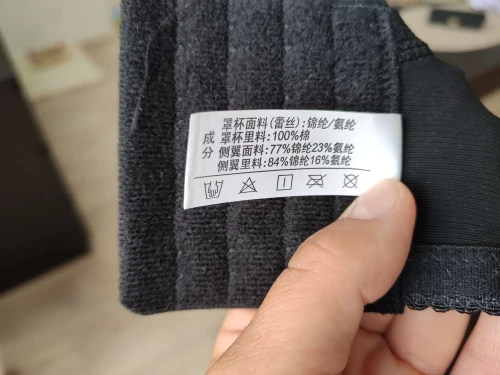 罩杯面料(蕾丝):锦纶/氨纶
成 罩杯里料:100%棉
分 侧翼面料:77%锦纶23%氨纶
侧翼里料:84%锦纶16%氨纶